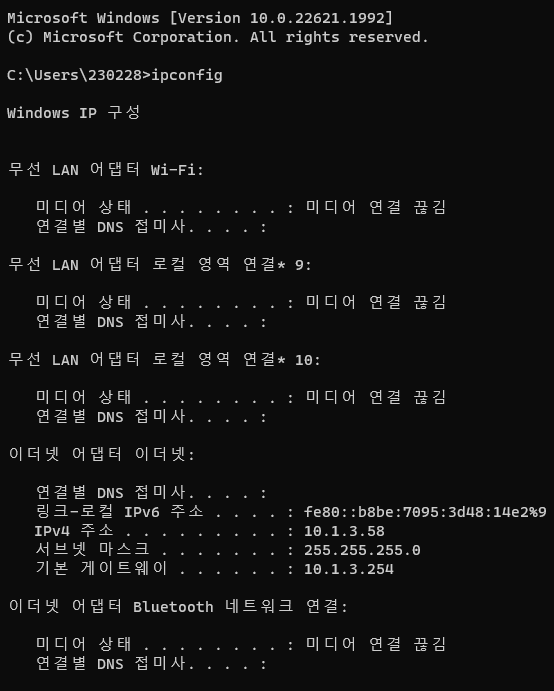 Microsoft Windows [Version 10.0.22621.1992]
(c) Microsoft Corporation. All rights reserved.
C:\Users\230228>ipconfig
Windows IP 구성
무선 LAN 어댑터 Wi-Fi:
미디어 상태 . . . . . . . . : 미디어 연결 끊김
연결별 DNS 접미사. . . . :
무선 LAN 어댑터 로컬 영역 연결* 9:
미디어 상태 . . . . . . . . : 미디어 연결 끊김
연결별 DNS 접미사. . . . :
무선 LAN 어댑터 로컬 영역 연결* 10:
미디어 상태 . . . . . . . . : 미디어 연결 끊김
연결별 DNS 접미사. . . . :
이더넷 어댑터 이더넷:
연결별 DNS 접미사. . . . :
링크-로컬 IPv6 주소 . . . . : fe80::b8be:7095:3d48:14e2%9
IPv4 주소 . . . . . . . . . : 10.1.3.58
서브넷 마스크 . . . . . . . : 255.255.255.0
기본 게이트웨이 . . . . . . : 10.1.3.254
이더넷 어댑터 Bluetooth 네트워크 연결:
미디어 상태 . . . . . . . . : 미디어 연결 끊김
연결별 DNS 접미사. . . . :